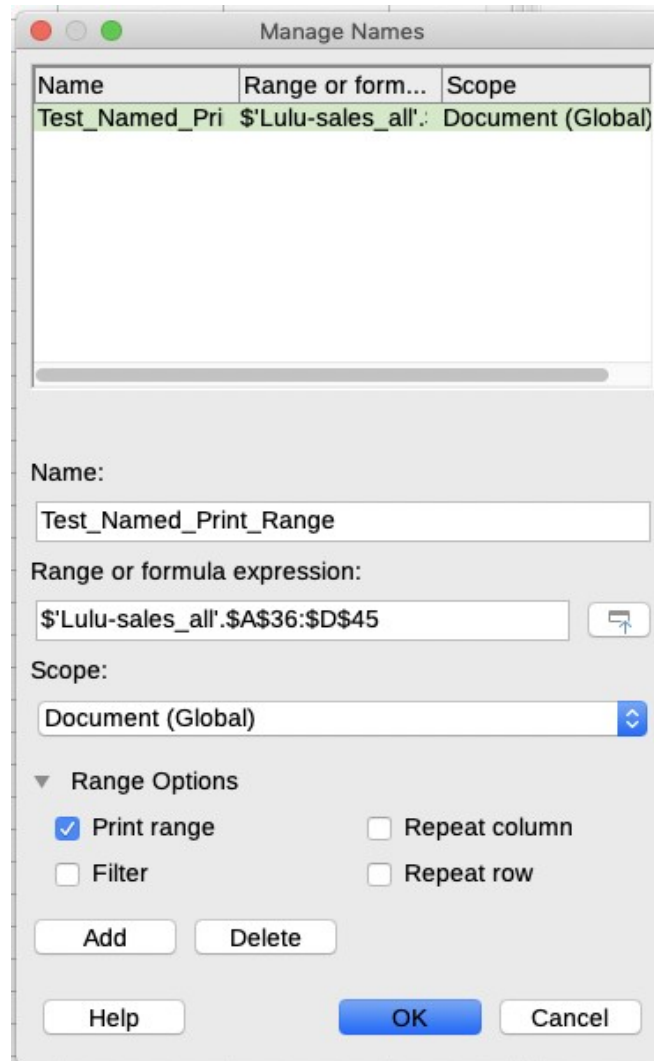 Manage Names
Name Range or form... Scope
Test_Named_Pri $'Lulu-sales_all'.: Document (Global)
Name:
Test_Named_Print_Range
Range or formula expression:
$'Lulu-sales_all'.$A$36:$D$45
Scope:
Document (Global)
Range Options
Print range Repeat column
Filter Repeat row
Add Delete
Help OK Cancel